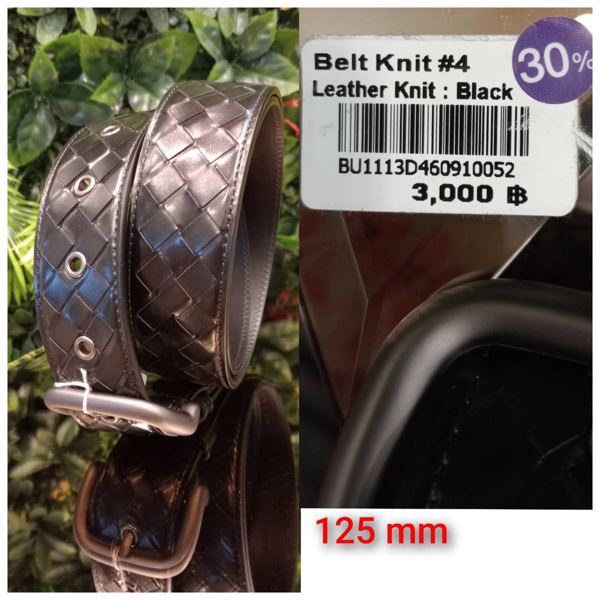 Belt Knit #4
30%
Leather Knit : Black
BU1113D460910052
3,000 ฿
125 mm